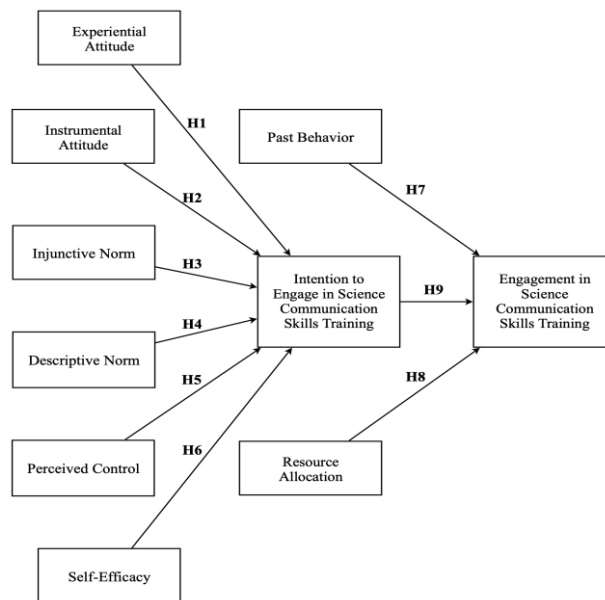 Experiential
Attitude
H1
Instrumental
Attitude
Past Behavior
H2
H7
Injunctive Norm
H3
Intention to
Engage in Science
Communication
Skills Training
H9
Engagement in
Science
Communication
Skills Training
H4
Descriptive Norm
H5
H8
Perceived Control
H6
Resource
Allocation
Self-Efficacy